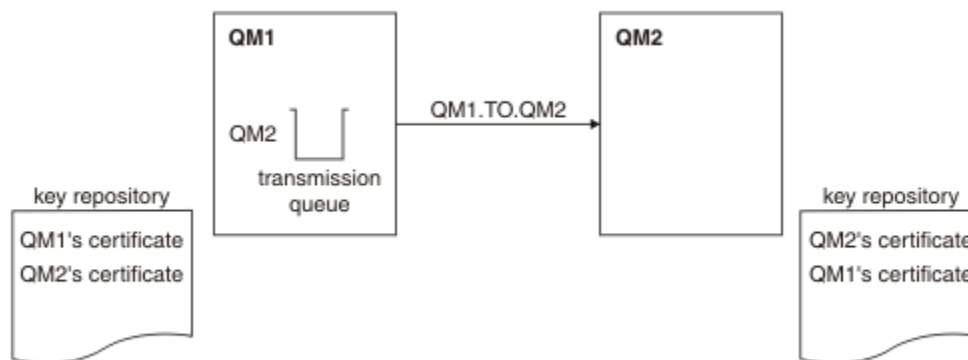 QM1
QM2
QM1.TO.QM2
QM2
transmission
queue
key repository
QM1's certificate
QM2's certificate
key repository
QM2's certificate
QM1's certificate